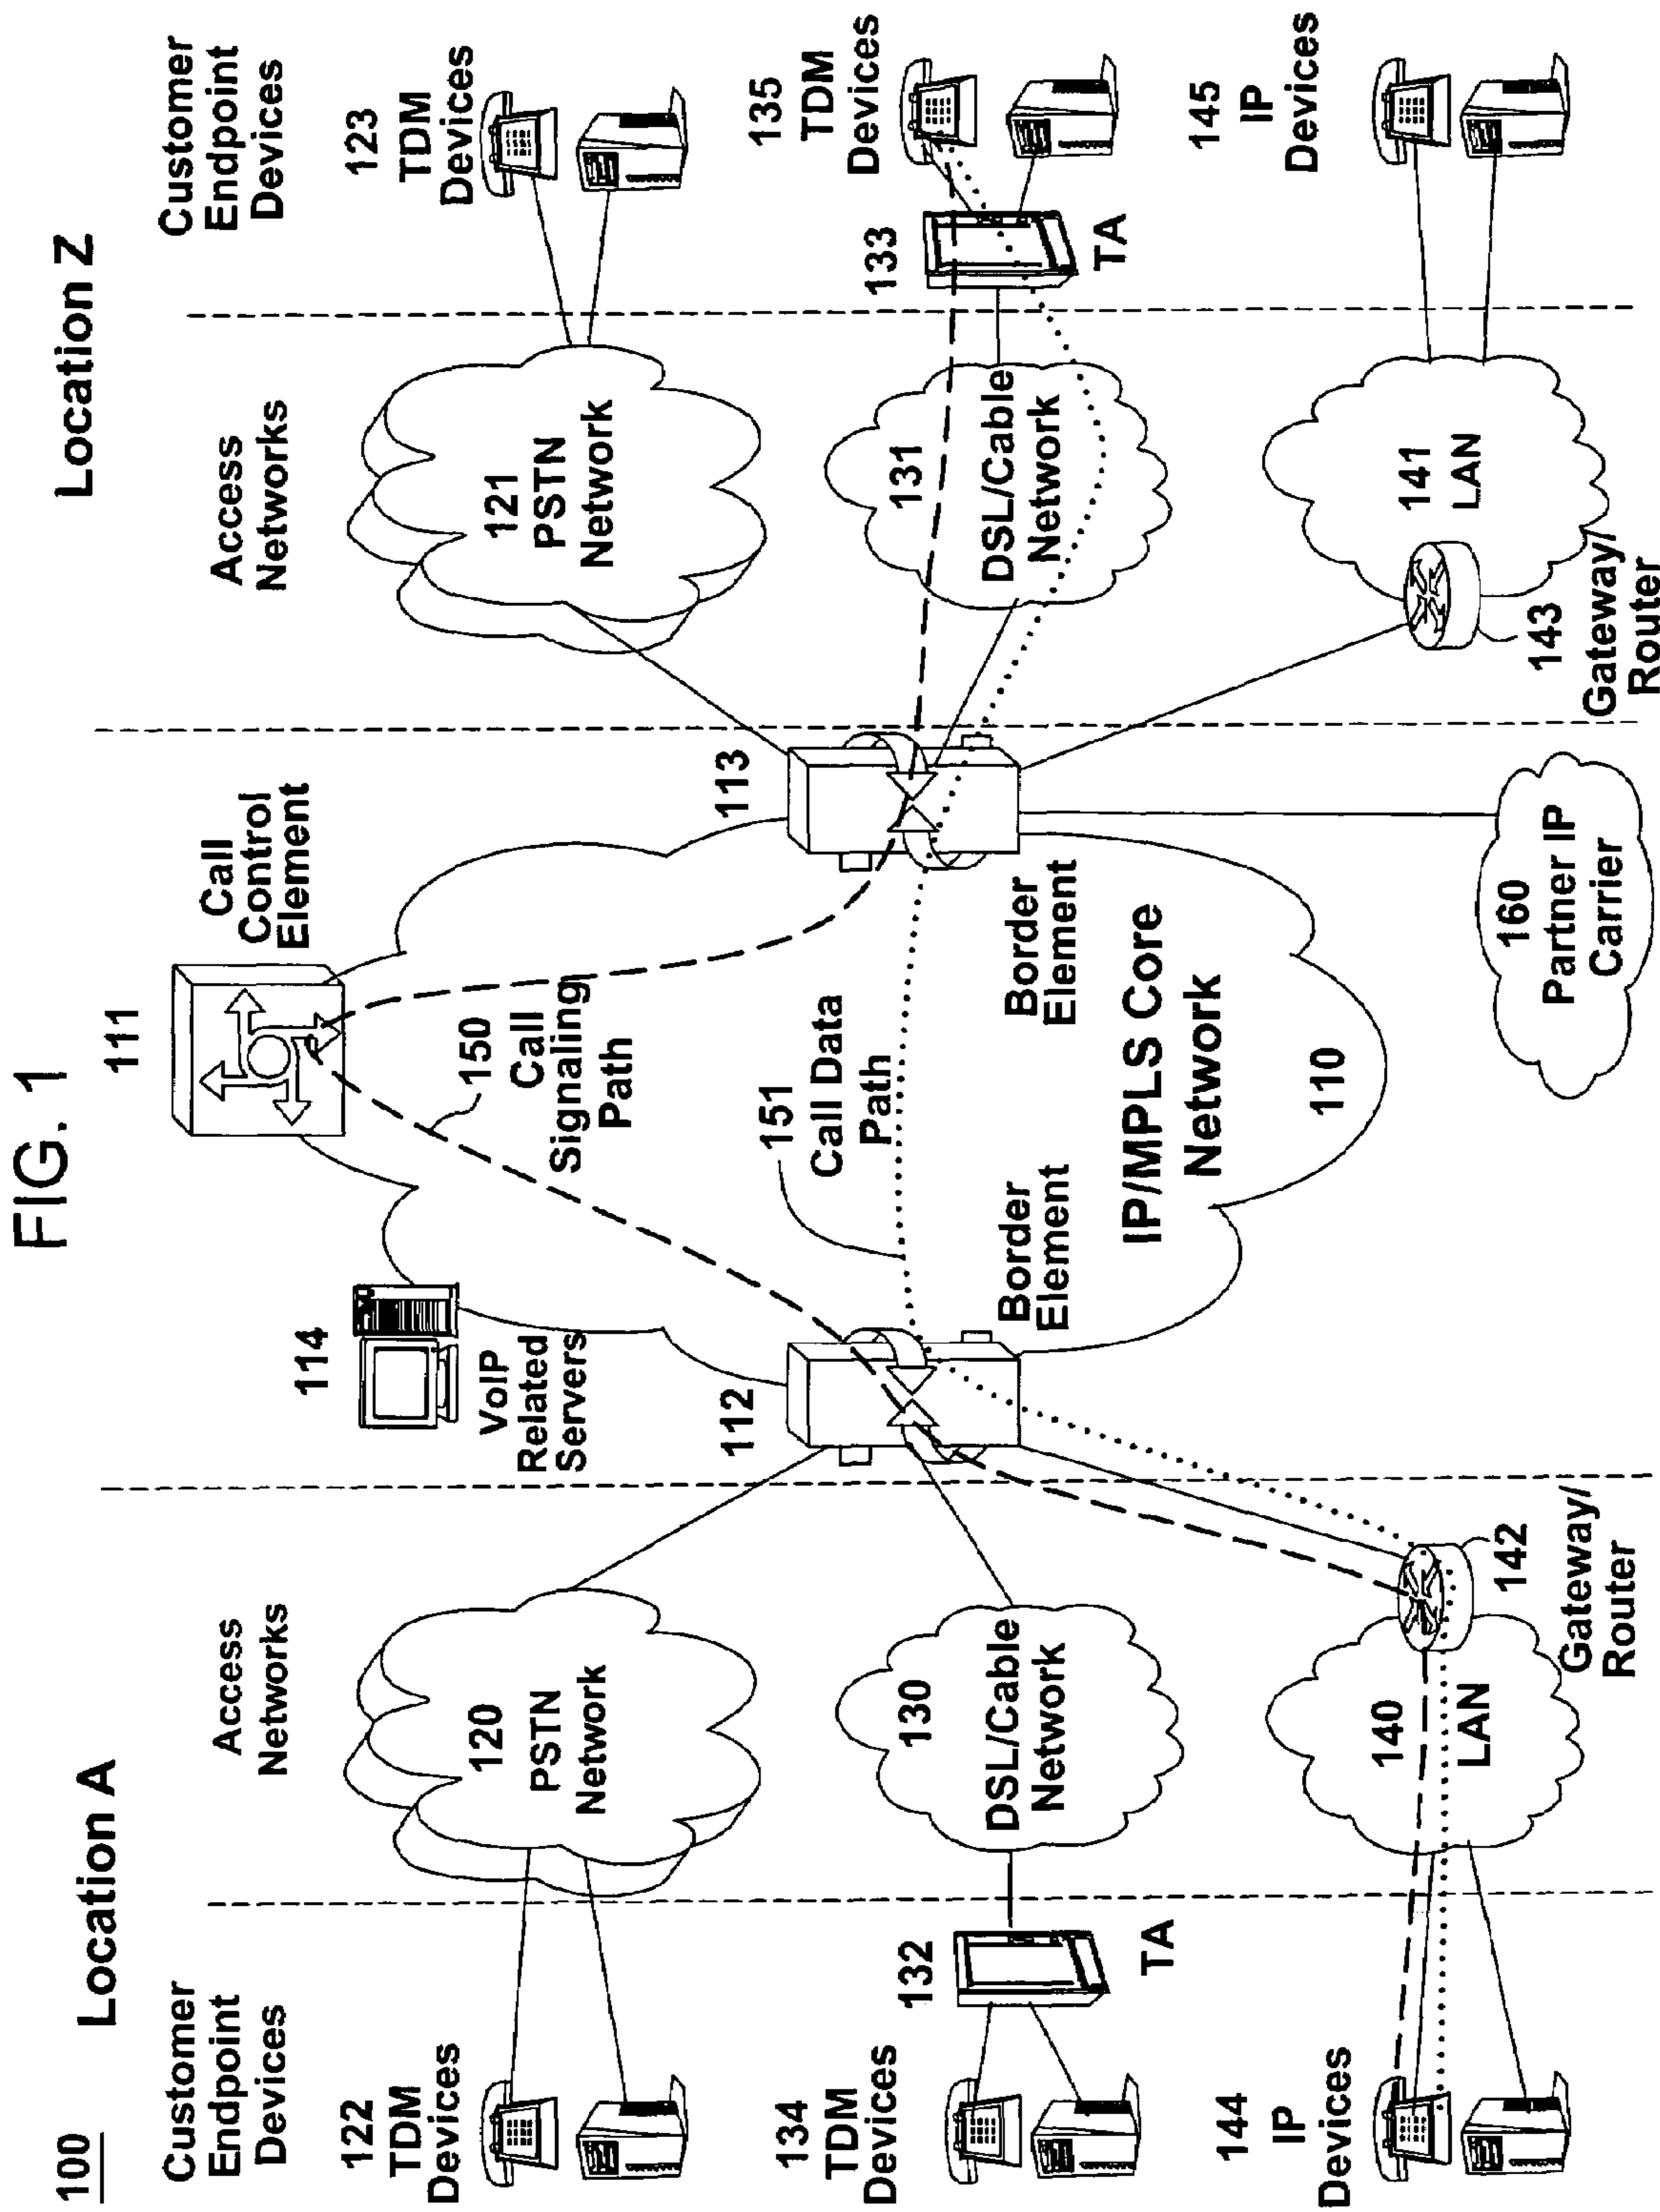 FIG. 1
100
Location A
Location Z
Customer
Endpoint
Devices
Access
Networks
111
Call
Control
Element
Access
Networks
Customer
Endpoint
Devices
122
TDM
Devices
120
PSTN
Network
114
VoIP
Related
Servers
150
Call
Signaling
Path
121
PSTN
Network
123
TDM
Devices
134
TDM
Devices
132
TA
130
DSL/Cable
Network
112
Border
Element
151
Call Data
Path
113
Border
Element
131
DSL/Cable
Network
133
TA
135
TDM
Devices
IP/MPLS Core
Network
110
144
IP
Devices
140
LAN
142
Gateway/
Router
160
Partner IP
Carrier
143
Gateway/
Router
141
LAN
145
IP
Devices